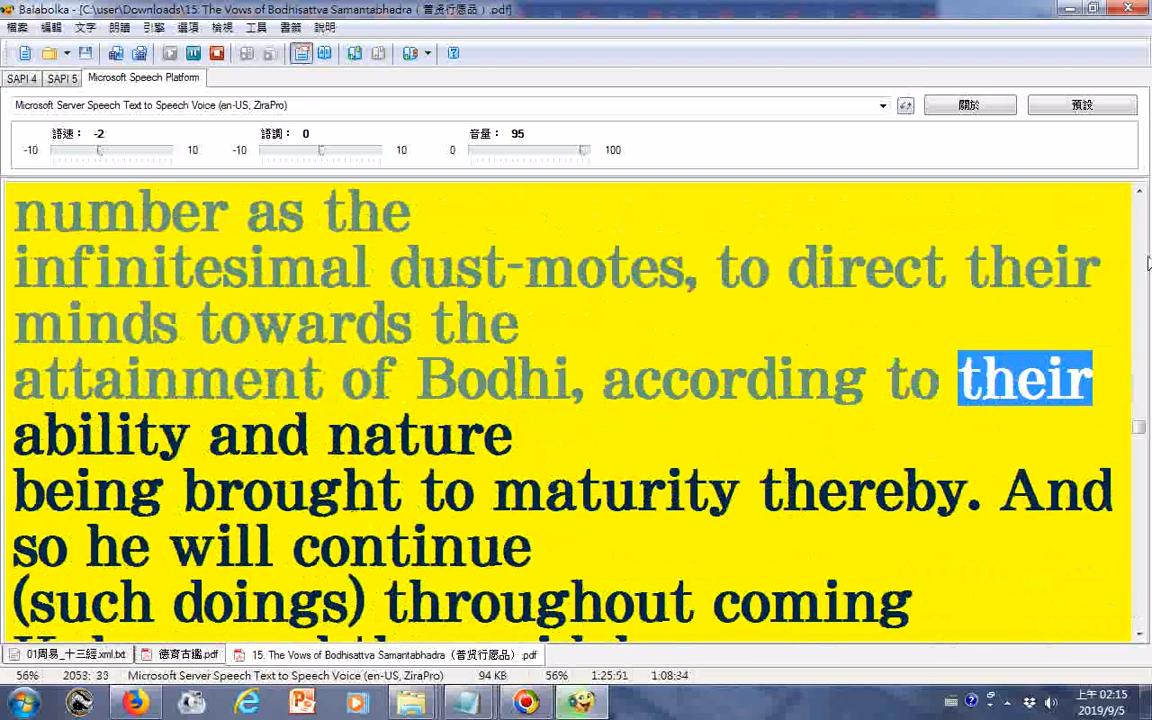 Balabolka - [C:\user\Downloads\15. The Vows of Bodhisattva Samantabhadra (普賢行愿品).pdf]
檔案 編輯 文字 朗讀 引擎 選項 檢視 工具 書籤 說明
SAPI 4 SAPI 5 Microsoft Speech Platform
Microsoft Server Speech Text to Speech Voice (en-US, ZiraPro) 關於 預設
語速: -2 語調: 0 音量: 95
-10 10 -10 10 0 100
number as the
infinitesimal dust-motes, to direct their
minds towards the
attainment of Bodhi, according to their
ability and nature
being brought to maturity thereby. And
so he will continue
(such doings) throughout coming
01周易_十三經.xml.txt 德育古鑑.pdf 15. The Vows of Bodhisattva Samantabhadra (普賢行愿品).pdf
56% 2053: 33 Microsoft Server Speech Text to Speech Voice (en-US, ZiraPro) 94 KB 56% 1:25:51 1:08:34
上午 02:15
2019/9/5